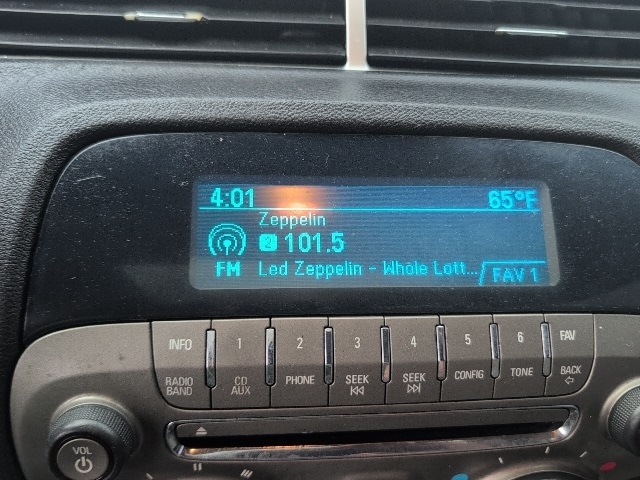 4:01 65°F
Zeppelin
2 101.5
FM Led Zeppelin - Whole Lott... FAV 1
INFO 1 2 3 4 5 6 FAV
RADIO BAND CD AUX PHONE SEEK SEEK CONFIG TONE BACK
VOL